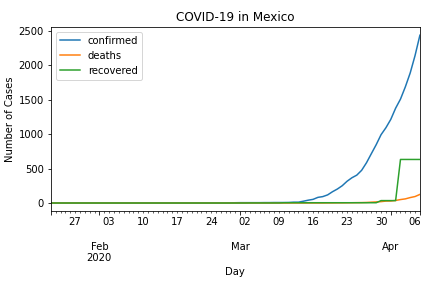 COVID-19 in Mexico
confirmed
deaths
recovered
Number of Cases
2500
2000
1500
1000
500
0
27 03 10 17 24 02 09 16 23 30 06
Feb Mar Apr
2020
Day